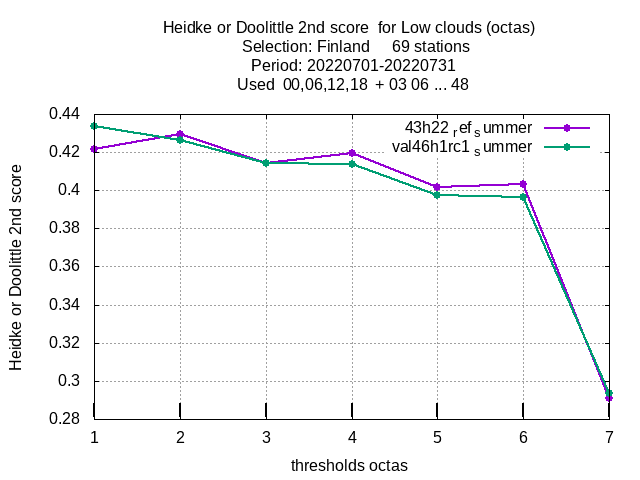 Heidke or Doolittle 2nd score  for Low clouds (octas)
Selection: Finland     69 stations
Period: 20220701-20220731
Used  00,06,12,18  + 03 06 ... 48
43h22refsummer
val46h1rc1summer
Heidke or Doolittle 2nd score
0.44
0.42
0.4
0.38
0.36
0.34
0.32
0.3
0.28
1 2 3 4 5 6 7
thresholds octas